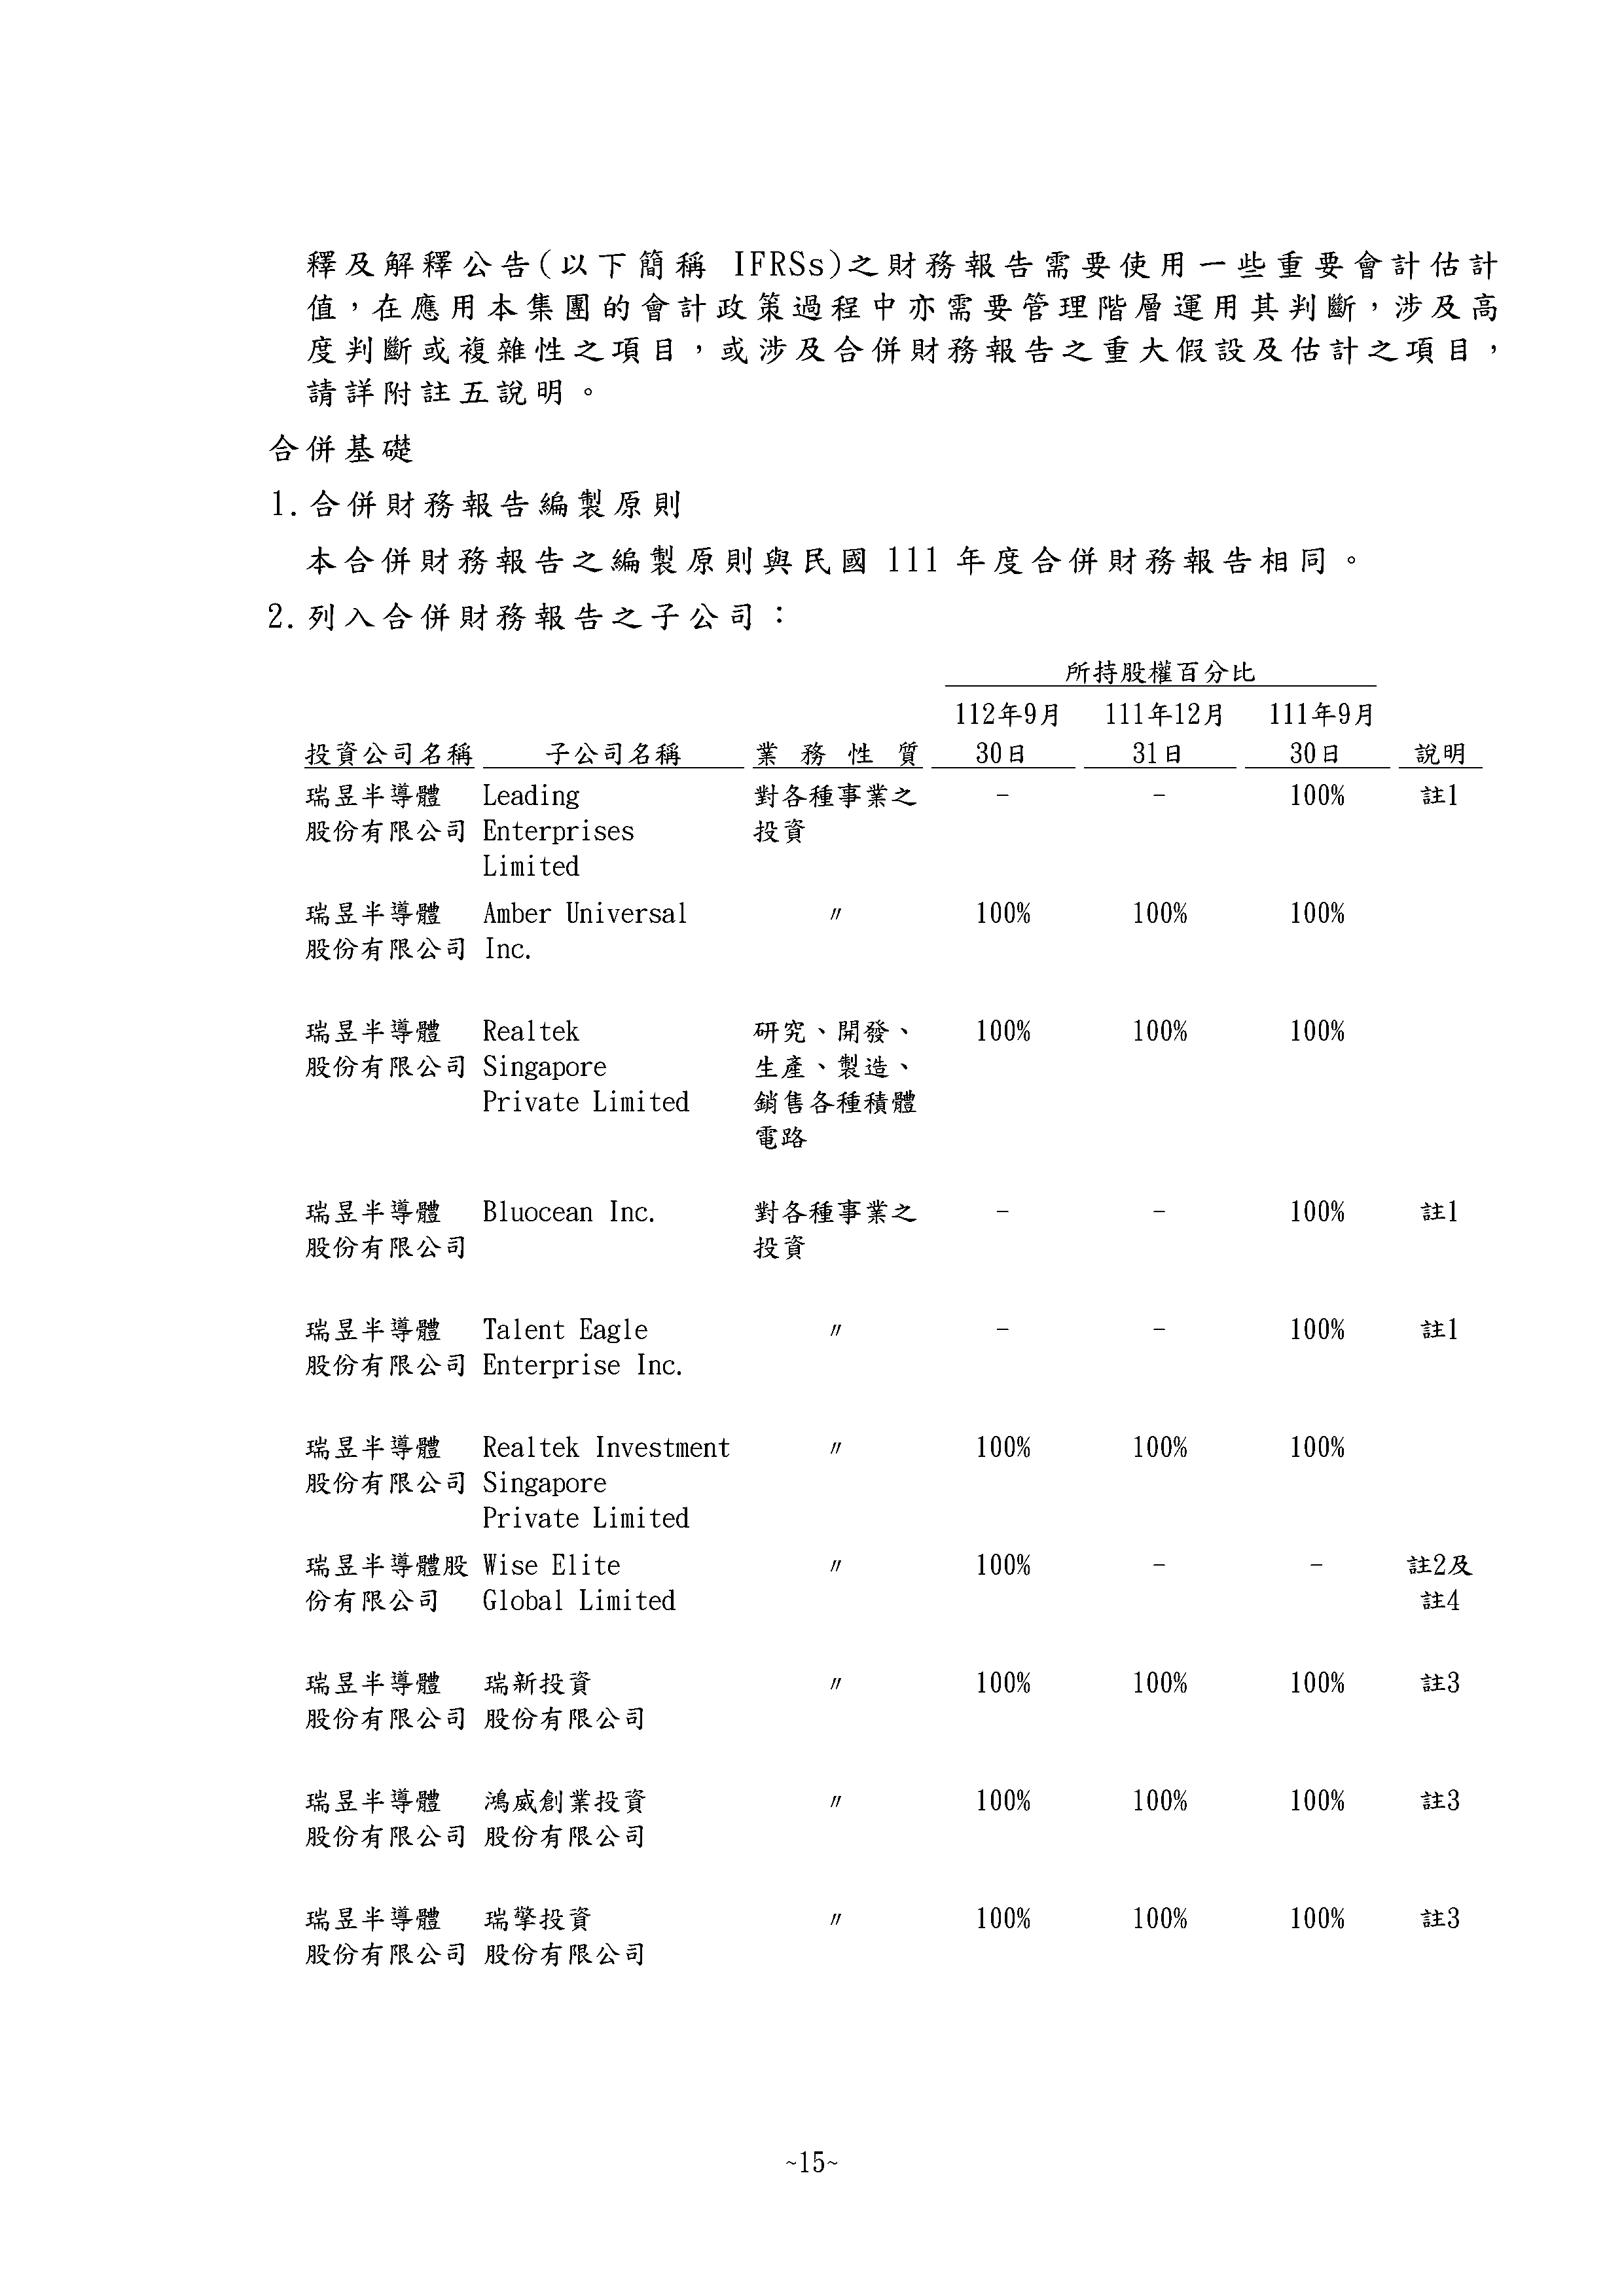 釋及解釋公告(以下簡稱 IFRSs)之財務報告需要使用一些重要會計估計
值，在應用本集團的會計政策過程中亦需要管理階層運用其判斷，涉及高
度判斷或複雜性之項目，或涉及合併財務報告之重大假設及估計之項目，
請詳附註五說明。
合併基礎
1.合併財務報告編製原則
本合併財務報告之編製原則與民國 111 年度合併財務報告相同。
2.列入合併財務報告之子公司：
所持股權百分比
112年9月 111年12月 111年9月
投資公司名稱 子公司名稱 業務性質 30日 31日 30日 說明
瑞昱半導體 Leading 對各種事業之 - - 100% 註1
股份有限公司 Enterprises 投資
Limited
瑞昱半導體 Amber Universal 〃 100% 100% 100%
股份有限公司 Inc.
瑞昱半導體 Realtek 研究、開發、 100% 100% 100%
股份有限公司 Singapore 生產、製造、
Private Limited 銷售各種積體
電路
瑞昱半導體 Bluocean Inc. 對各種事業之 - - 100% 註1
股份有限公司 投資
瑞昱半導體 Talent Eagle 〃 - - 100% 註1
股份有限公司 Enterprise Inc.
瑞昱半導體 Realtek Investment 〃 100% 100% 100%
股份有限公司 Singapore
Private Limited
瑞昱半導體股 Wise Elite 〃 100% - - 註2及
份有限公司 Global Limited 註4
瑞昱半導體 瑞新投資 〃 100% 100% 100% 註3
股份有限公司 股份有限公司
瑞昱半導體 鴻威創業投資 〃 100% 100% 100% 註3
股份有限公司 股份有限公司
瑞昱半導體 瑞擎投資 〃 100% 100% 100% 註3
股份有限公司 股份有限公司
~15~